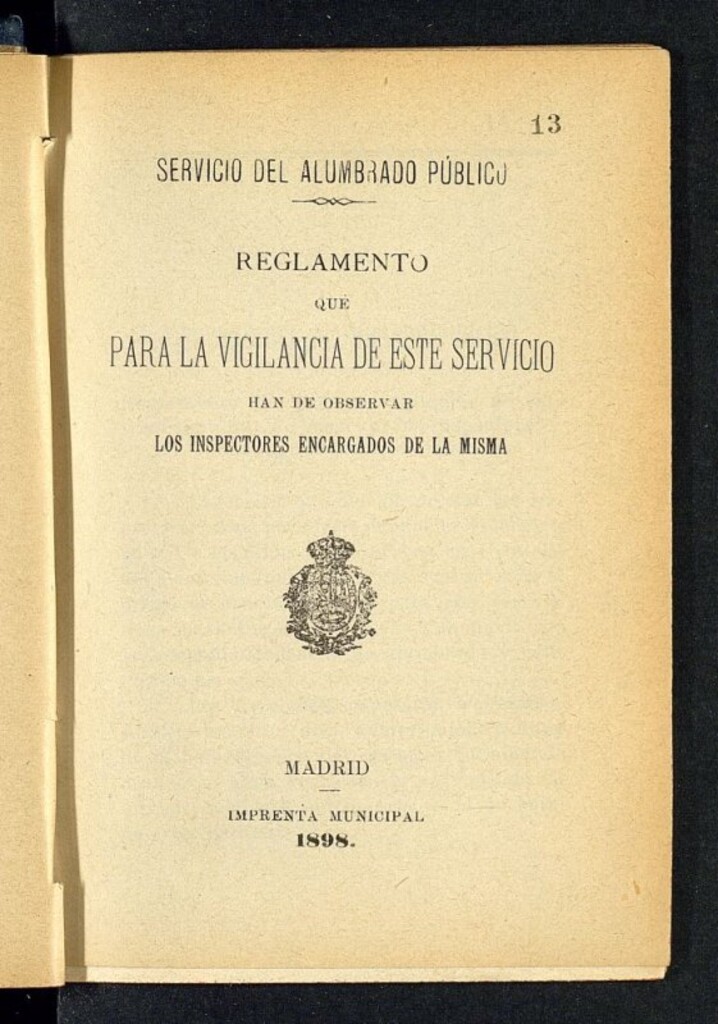 13
SERVICIO DEL ALUMBRADO PÚBLICO
REGLAMENTO
QUE
PARA LA VIGILANCIA DE ESTE SERVICIO
HAN DE OBSERVAR
LOS INSPECTORES ENCARGADOS DE LA MISMA
MADRID
IMPRENTA MUNICIPAL
1898.